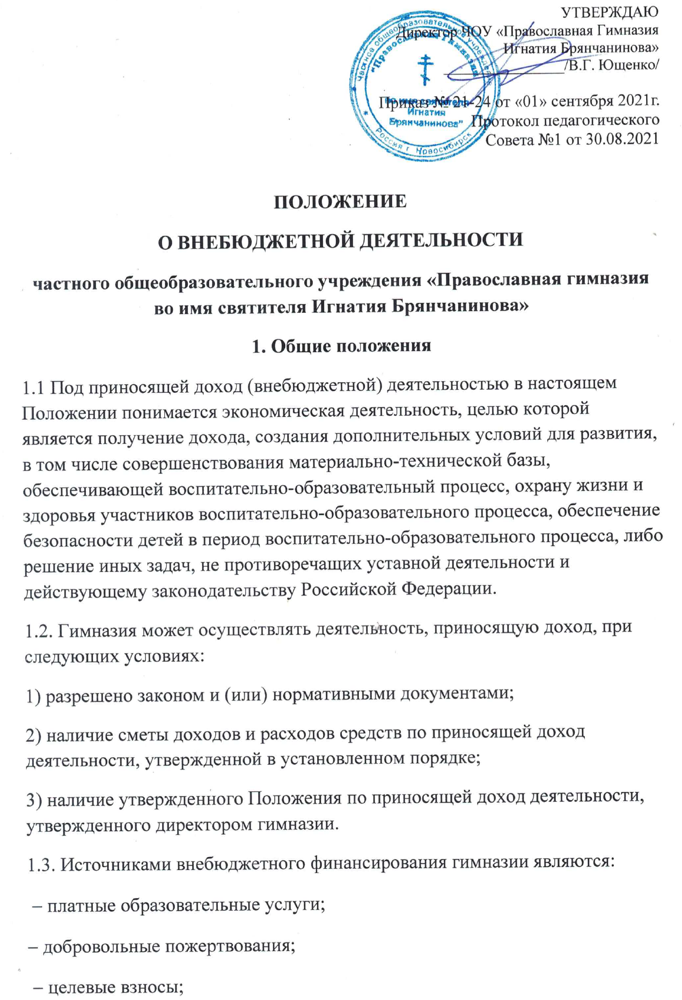 УТВЕРЖДАЮ
Директор ЧОУ «Православная Гимназия
Игнатия Брянчанинова»
________________/В.Г. Ющенко/
Приказ № 21-24 от «01» сентября 2021г.
Протокол педагогического
Совета №1 от 30.08.2021
Частное общеобразовательное учреждение
"Православная Гимназия
во имя святителя
Игнатия
Брянчанинова"
Россия г Новосибирск
ПОЛОЖЕНИЕ
О ВНЕБЮДЖЕТНОЙ ДЕЯТЕЛЬНОСТИ
частного общеобразовательного учреждения «Православная гимназия
во имя святителя Игнатия Брянчанинова»
1. Общие положения
1.1 Под приносящей доход (внебюджетной) деятельностью в настоящем
Положении понимается экономическая деятельность, целью которой
является получение дохода, создания дополнительных условий для развития,
в том числе совершенствования материально-технической базы,
обеспечивающей воспитательно-образовательный процесс, охрану жизни и
здоровья участников воспитательно-образовательного процесса, обеспечение
безопасности детей в период воспитательно-образовательного процесса, либо
решение иных задач, не противоречащих уставной деятельности и
действующему законодательству Российской Федерации.
1.2. Гимназия может осуществлять деятельность, приносящую доход, при
следующих условиях:
1) разрешено законом и (или) нормативными документами;
2) наличие сметы доходов и расходов средств по приносящей доход
деятельности, утвержденной в установленном порядке;
3) наличие утвержденного Положения по приносящей доход деятельности,
утвержденного директором гимназии.
1.3. Источниками внебюджетного финансирования гимназии являются:
– платные образовательные услуги;
– добровольные пожертвования;
– целевые взносы;